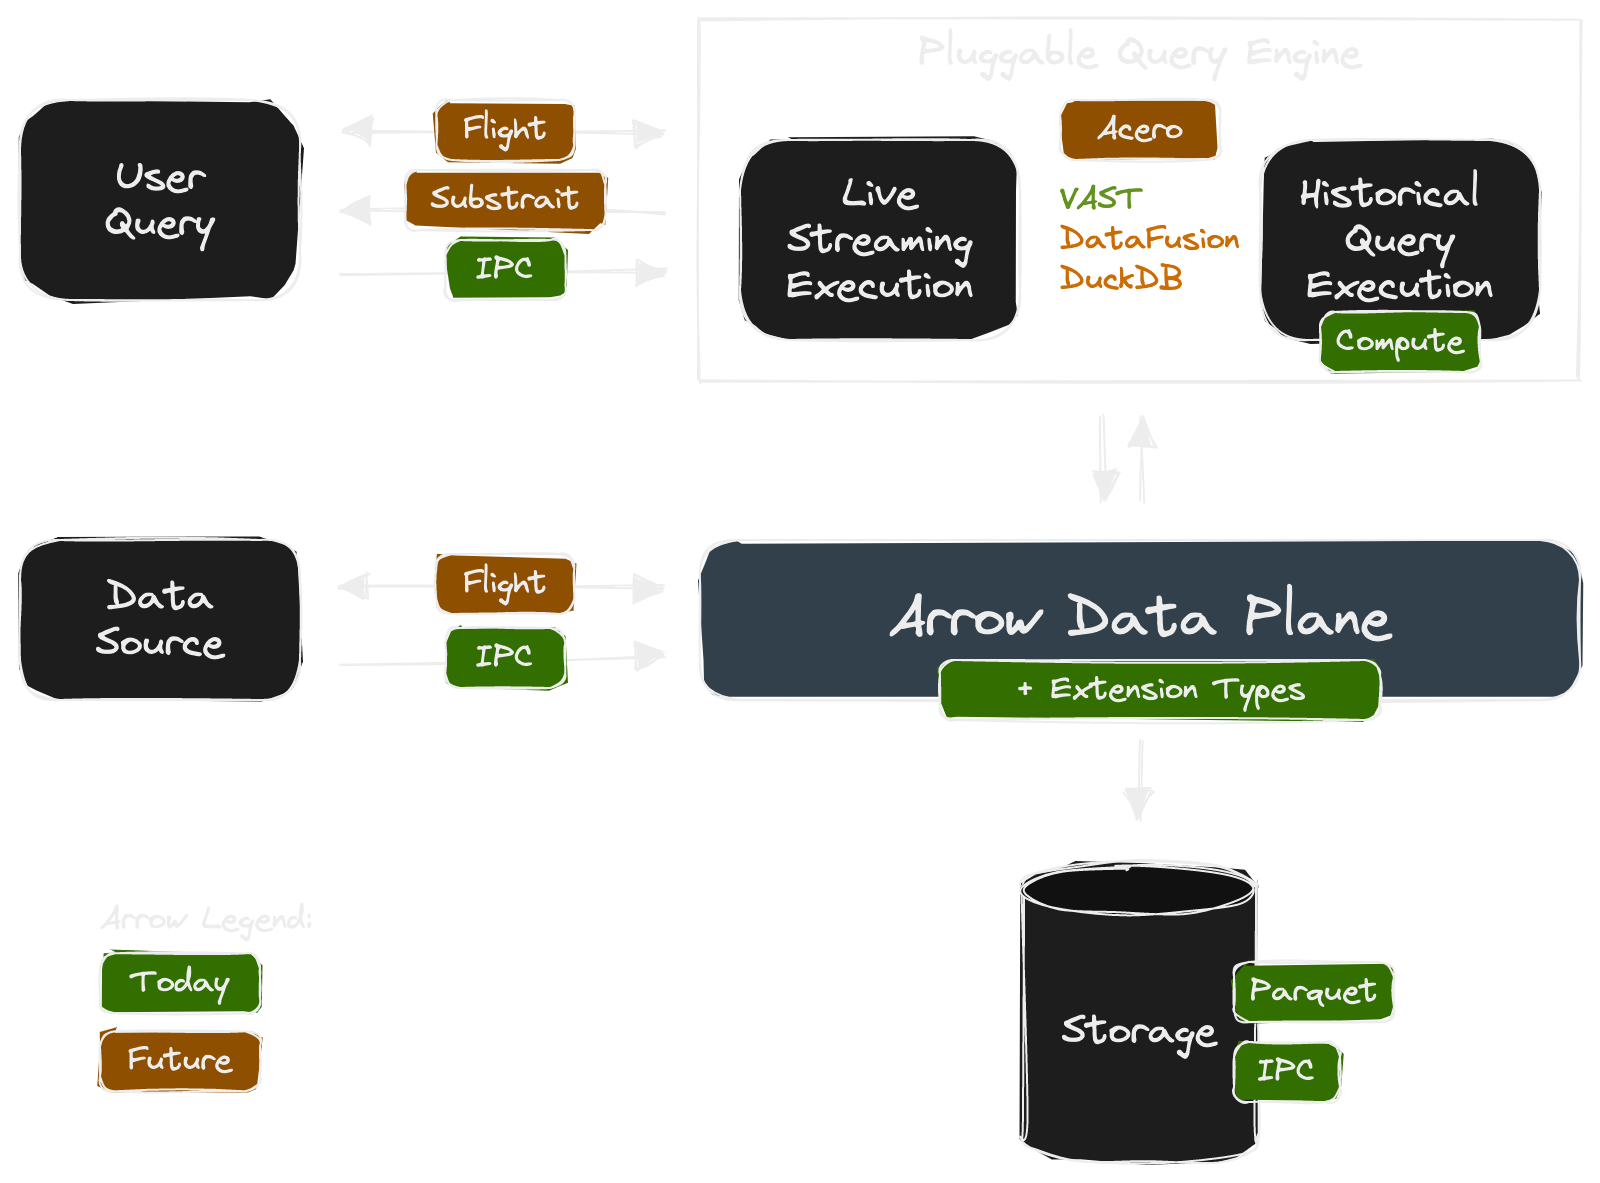 Pluggable Query Engine
User
Query
Flight
Substrait
IPC
Live
Streaming
Execution
Acero
VAST
DataFusion
DuckDB
Historical
Query
Execution
Compute
Data
Source
Flight
IPC
Arrow Data Plane
+ Extension Types
Arrow Legend:
Today
Future
Storage
Parquet
IPC